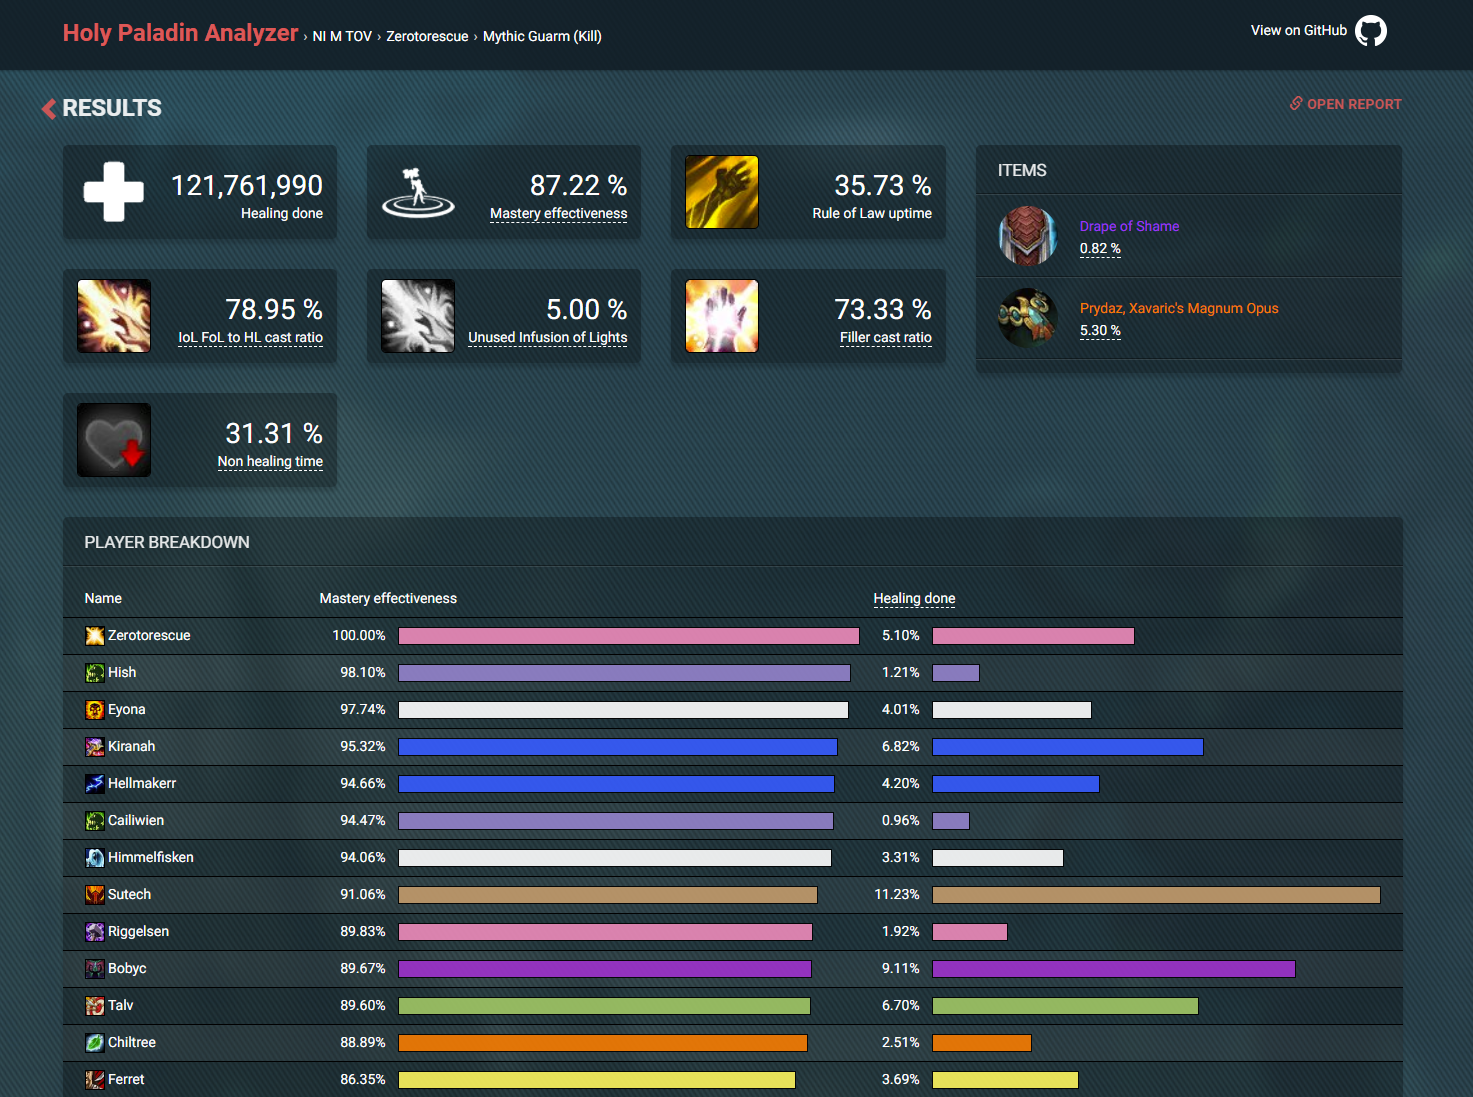 Holy Paladin Analyzer › NI M TOV › Zerotorescue › Mythic Guarm (Kill)
View on GitHub
RESULTS
OPEN REPORT
121,761,990
Healing done
87.22 %
Mastery effectiveness
35.73 %
Rule of Law uptime
78.95 %
IoL FoL to HL cast ratio
5.00 %
Unused Infusion of Lights
73.33 %
Filler cast ratio
31.31 %
Non healing time
ITEMS
Drape of Shame
0.82 %
Prydaz, Xavaric's Magnum Opus
5.30 %
PLAYER BREAKDOWN
Name Mastery effectiveness Healing done
Zerotorescue 100.00% 5.10%
Hish 98.10% 1.21%
Eyona 97.74% 4.01%
Kiranah 95.32% 6.82%
Hellmakerr 94.66% 4.20%
Cailiwien 94.47% 0.96%
Himmelfisken 94.06% 3.31%
Sutech 91.06% 11.23%
Riggelsen 89.83% 1.92%
Bobyc 89.67% 9.11%
Talv 89.60% 6.70%
Chiltree 88.89% 2.51%
Ferret 86.35% 3.69%